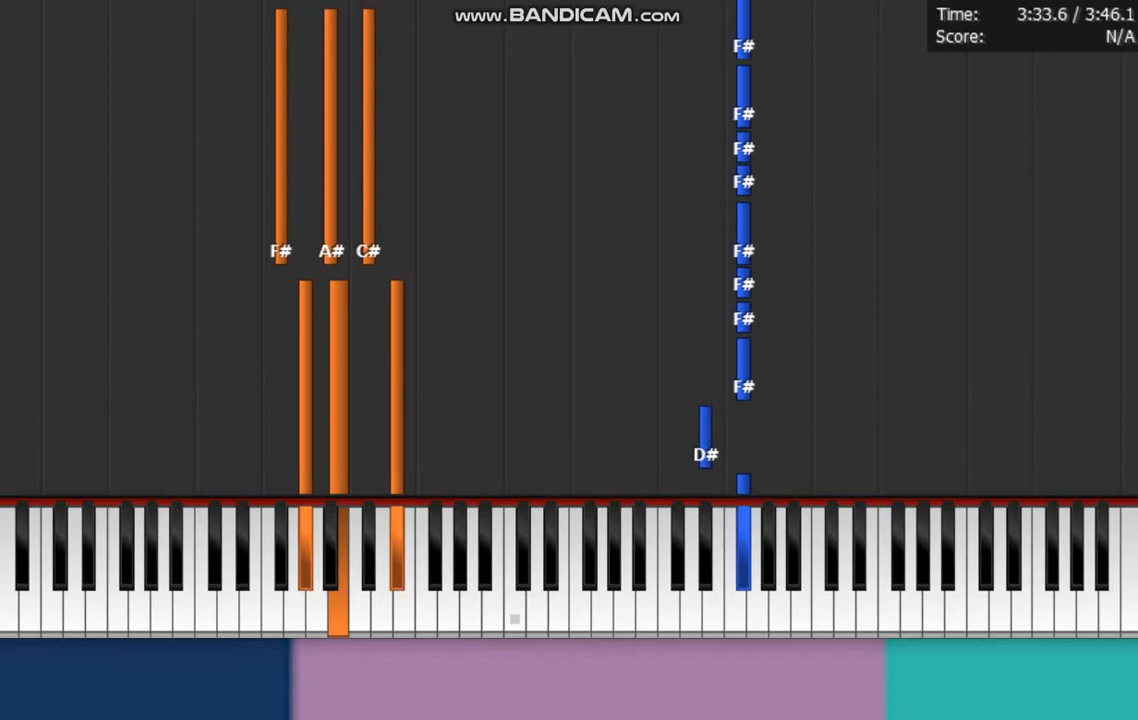 www.BANDICAM.com
Time: 3:33.6 / 3:46.1
Score: N/A
F#
F#
F#
F#
F# A# C# F#
F#
F#
F#
D#